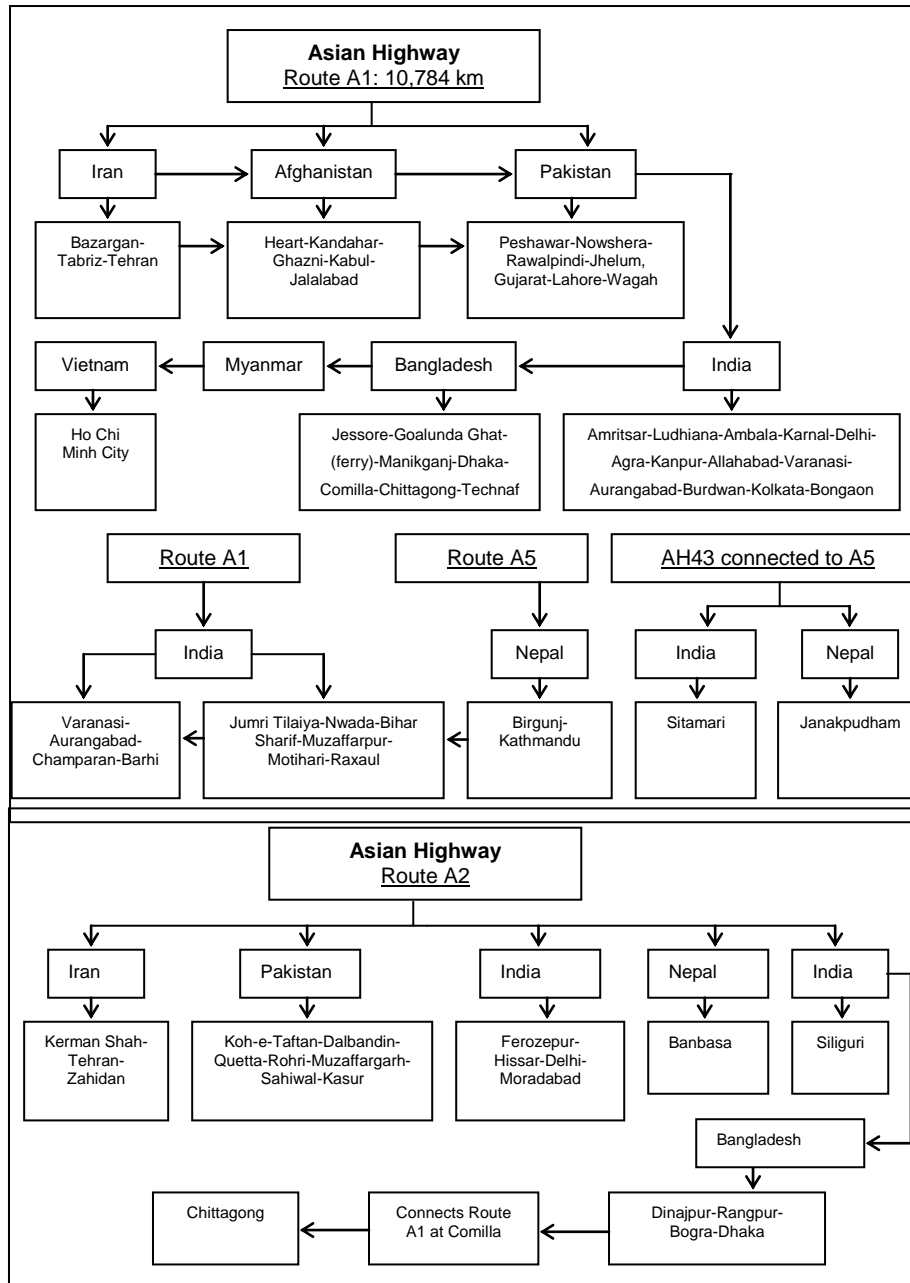 Asian Highway
Route A1: 10,784 km
Iran
Afghanistan
Pakistan
Bazargan-
Tabriz-Tehran
Heart-Kandahar-
Ghazni-Kabul-
Jalalabad
Peshawar-Nowshera-
Rawalpindi-Jhelum,
Gujarat-Lahore-Wagah
Vietnam
Myanmar
Bangladesh
India
Ho Chi
Minh City
Jessore-Goalunda Ghat-
(ferry)-Manikganj-Dhaka-
Comilla-Chittagong-Technaf
Amritsar-Ludhiana-Ambala-Karnal-Delhi-
Agra-Kanpur-Allahabad-Varanasi-
Aurangabad-Burdwan-Kolkata-Bongaon
Route A1
Route A5
AH43 connected to A5
India
Nepal
India
Nepal
Varanasi-
Aurangabad-
Champaran-Barhi
Jumri Tilaiya-Nwada-Bihar
Sharif-Muzaffarpur-
Motihari-Raxaul
Birgunj-
Kathmandu
Sitamari
Janakpudham
Asian Highway
Route A2
Iran
Pakistan
India
Nepal
India
Kerman Shah-
Tehran-
Zahidan
Koh-e-Taftan-Dalbandin-
Quetta-Rohri-Muzaffargarh-
Sahiwal-Kasur
Ferozepur-
Hissar-Delhi-
Moradabad
Banbasa
Siliguri
Bangladesh
Chittagong
Connects Route
A1 at Comilla
Dinajpur-Rangpur-
Bogra-Dhaka